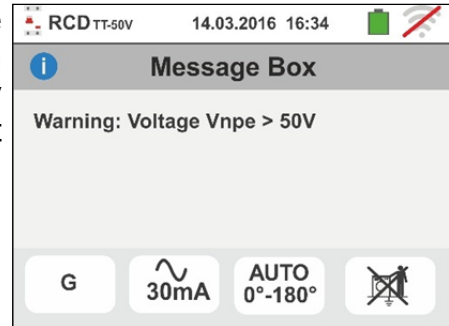 RCD TT-50V 14.03.2016 16:34
Message Box
Warning: Voltage Vnpe > 50V
G 30mA AUTO
0°-180°